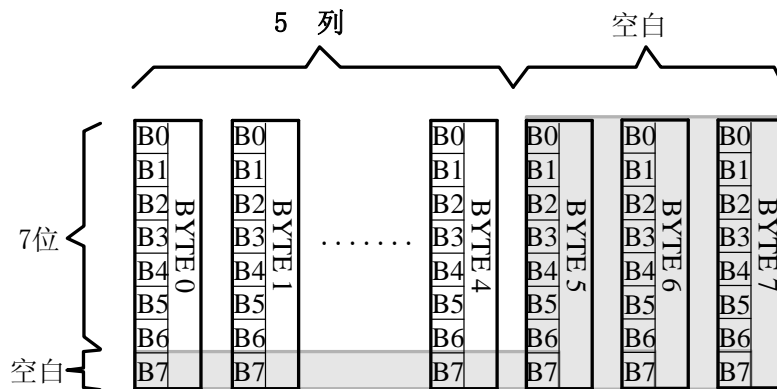 5 列 空白
B0 B0 B0 B0 B0 B0
B1 B1 B1 B1 B1 B1
B2 B2 B2 B2 B2 B2
7位 B3 B3 ........ B3 B3 B3 B3
B4 B4 B4 B4 B4 B4
B5 B5 B5 B5 B5 B5
B6 B6 B6 B6 B6 B6
空白 B7 B7 B7 B7 B7 B7
BYTE 0
BYTE 1
BYTE 4
BYTE 5
BYTE 6
BYTE 7